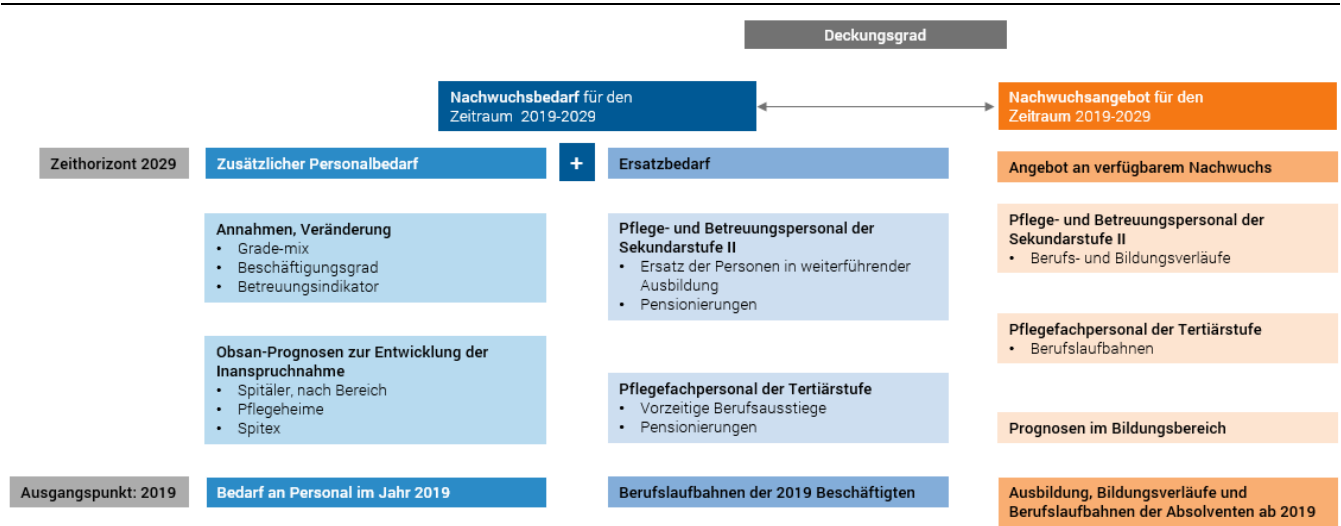 Deckungsgrad
Nachwuchsbedarf für den
Zeitraum 2019-2029
Nachwuchsangebot für den
Zeitraum 2019-2029
Zeithorizont 2029
Zusätzlicher Personalbedarf
+
Ersatzbedarf
Angebot an verfügbarem Nachwuchs
Annahmen, Veränderung
• Grade-mix
• Beschäftigungsgrad
• Betreuungsindikator
Pflege- und Betreuungspersonal der
Sekundarstufe II
• Ersatz der Personen in weiterführender
Ausbildung
• Pensionierungen
Pflege- und Betreuungspersonal der
Sekundarstufe II
• Berufs- und Bildungsverläufe
Obsan-Prognosen zur Entwicklung der
Inanspruchnahme
• Spitäler, nach Bereich
• Pflegeheime
• Spitex
Pflegefachpersonal der Tertiärstufe
• Vorzeitige Berufsausstiege
• Pensionierungen
Pflegefachpersonal der Tertiärstufe
• Berufslaufbahnen
Prognosen im Bildungsbereich
Ausgangspunkt: 2019
Bedarf an Personal im Jahr 2019
Berufslaufbahnen der 2019 Beschäftigten
Ausbildung, Bildungsverläufe und
Berufslaufbahnen der Absolventen ab 2019